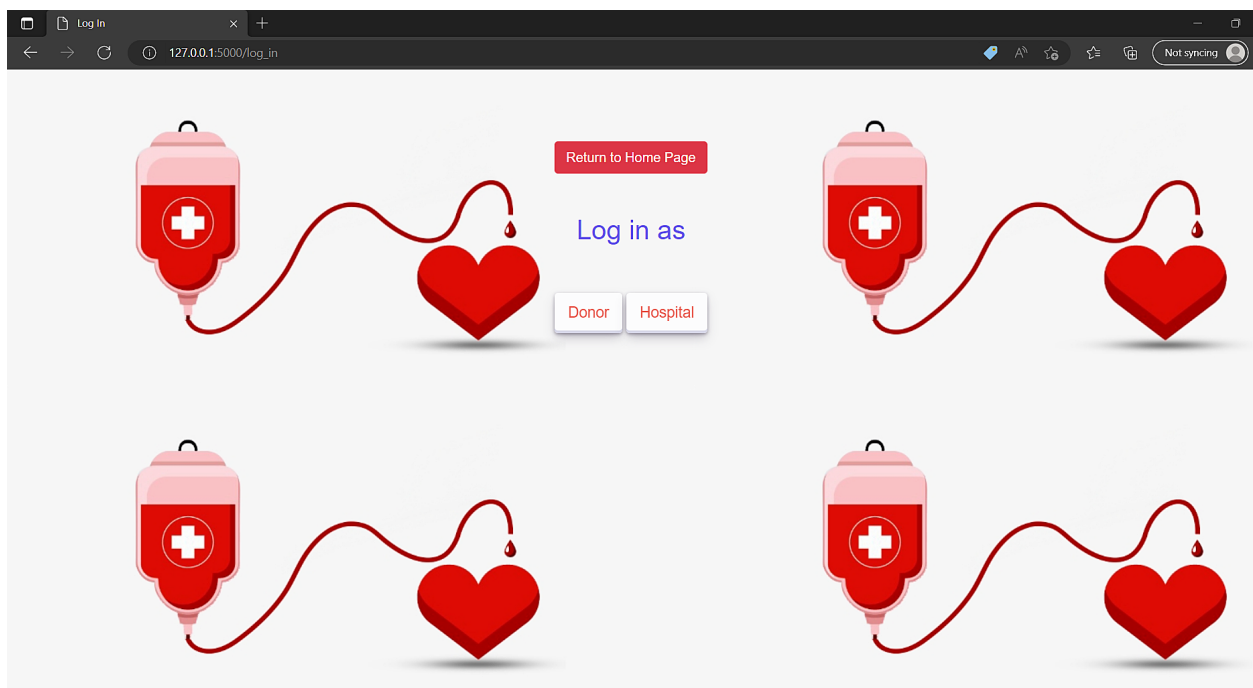 Log In
127.0.0.1:5000/log_in
Not syncing
Return to Home Page
Log in as
Donor Hospital